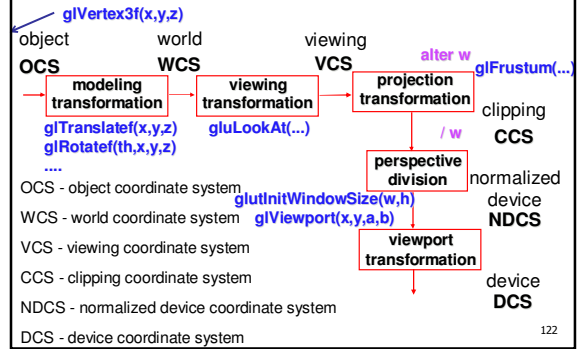 glVertex3f(x,y,z)
object world viewing
OCS WCS VCS
alter w
modeling transformation
viewing transformation
projection transformation
glFrustum(...)
glTranslatef(x,y,z)
glRotatef(th,x,y,z)
....
gluLookAt(...)
clipping
CCS
/ w
perspective division
normalized
device
NDCS
glutInitWindowSize(w,h)
glViewport(x,y,a,b)
viewport transformation
device
DCS
OCS - object coordinate system
WCS - world coordinate system
VCS - viewing coordinate system
CCS - clipping coordinate system
NDCS - normalized device coordinate system
DCS - device coordinate system
122